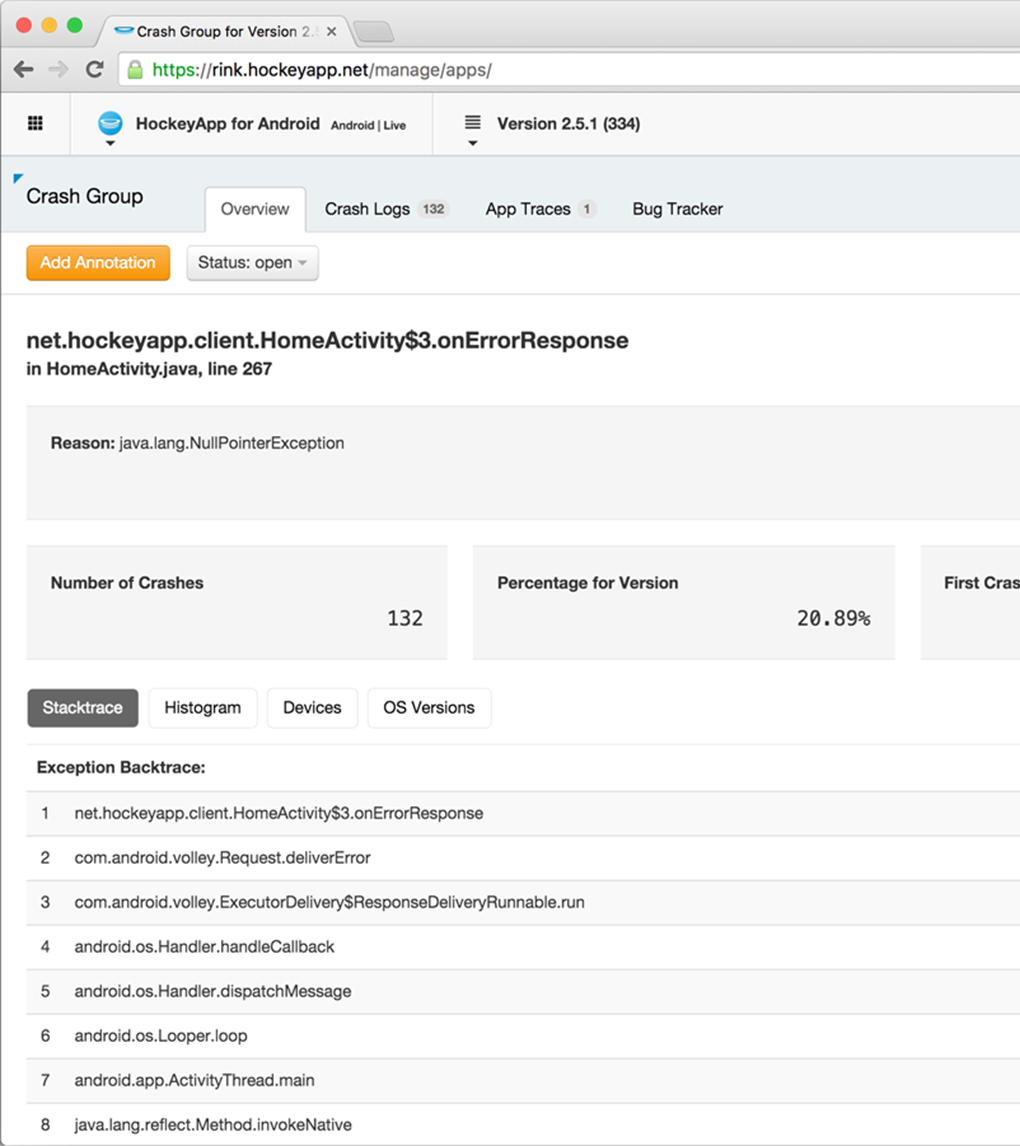 Crash Group for Version 2.5
https://rink.hockeyapp.net/manage/apps/
HockeyApp for Android Android | Live Version 2.5.1 (334)
Crash Group Overview Crash Logs 132 App Traces 1 Bug Tracker
Add Annotation Status: open
net.hockeyapp.client.HomeActivity$3.onErrorResponse
in HomeActivity.java, line 267
Reason: java.lang.NullPointerException
Number of Crashes Percentage for Version First Cras
132 20.89%
Stacktrace Histogram Devices OS Versions
Exception Backtrace:
1 net.hockeyapp.client.HomeActivity$3.onErrorResponse
2 com.android.volley.Request.deliverError
3 com.android.volley.ExecutorDelivery$ResponseDeliveryRunnable.run
4 android.os.Handler.handleCallback
5 android.os.Handler.dispatchMessage
6 android.os.Looper.loop
7 android.app.ActivityThread.main
8 java.lang.reflect.Method.invokeNative